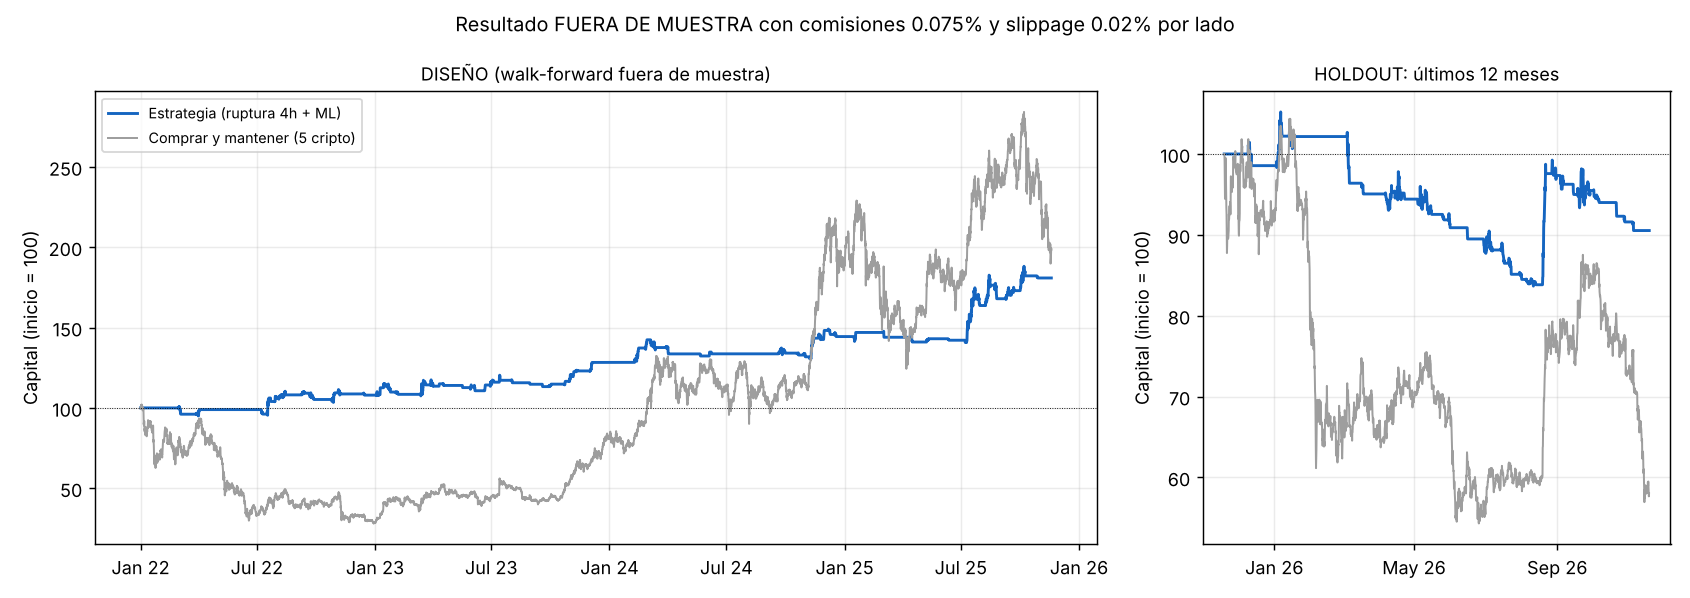 Resultado FUERA DE MUESTRA con comisiones 0.075% y slippage 0.02% por lado
DISEÑO (walk-forward fuera de muestra)
Estrategia (ruptura 4h + ML)
Comprar y mantener (5 cripto)
Capital (inicio = 100)
250
200
150
100
50
Jan 22
Jul 22
Jan 23
Jul 23
Jan 24
Jul 24
Jan 25
Jul 25
Jan 26
HOLDOUT: últimos 12 meses
Capital (inicio = 100)
100
90
80
70
60
Jan 26
May 26
Sep 26